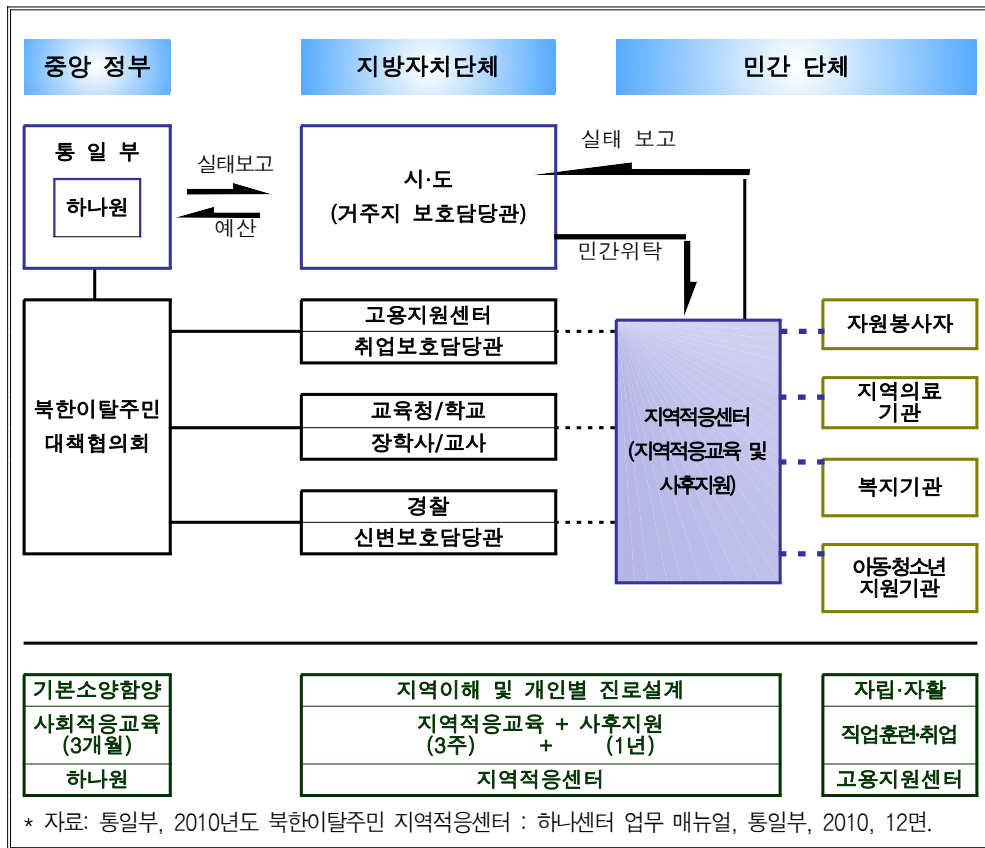 중앙 정부
지방자치단체
민간 단체
통 일 부
하나원
실태보고
예산
시·도
(거주지 보호담당관)
실태 보고
민간위탁
북한이탈주민
대책협의회
고용지원센터
취업보호담당관
교육청/학교
장학사/교사
경찰
신변보호담당관
지역적응센터
(지역적응교육 및
사후지원)
자원봉사자
지역의료
기관
복지기관
아동·청소년
지원기관
기본소양함양
사회적응교육
(3개월)
하나원
지역이해 및 개인별 진로설계
지역적응교육 + 사후지원
(3주) + (1년)
지역적응센터
자립·자활
직업훈련·취업
고용지원센터
* 자료: 통일부, 2010년도 북한이탈주민 지역적응센터 : 하나센터 업무 매뉴얼, 통일부, 2010, 12면.